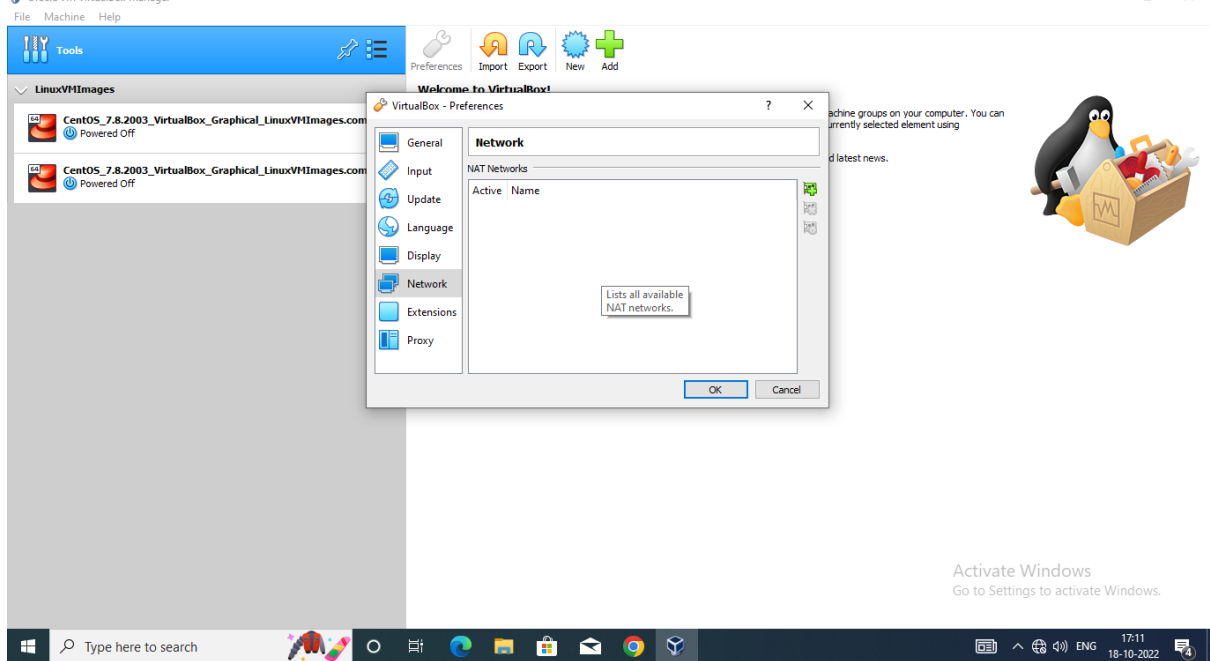 File Machine Help
Tools
Preferences Import Export New Add
LinuxVMImages
Welcome to VirtualBox!
CentOS_7.8.2003_VirtualBox_Graphical_LinuxVMImages.com
Powered Off
CentOS_7.8.2003_VirtualBox_Graphical_LinuxVMImages.com
Powered Off
VirtualBox - Preferences ?
General
Input
Update
Language
Display
Network
Extensions
Proxy
Network
NAT Networks
Active Name
Lists all available
NAT networks.
OK Cancel
machine groups on your computer. You can
urrently selected element using
d latest news.
64
64
VM
Activate Windows
Go to Settings to activate Windows.
Type here to search
ENG
17:11
18-10-2022
4